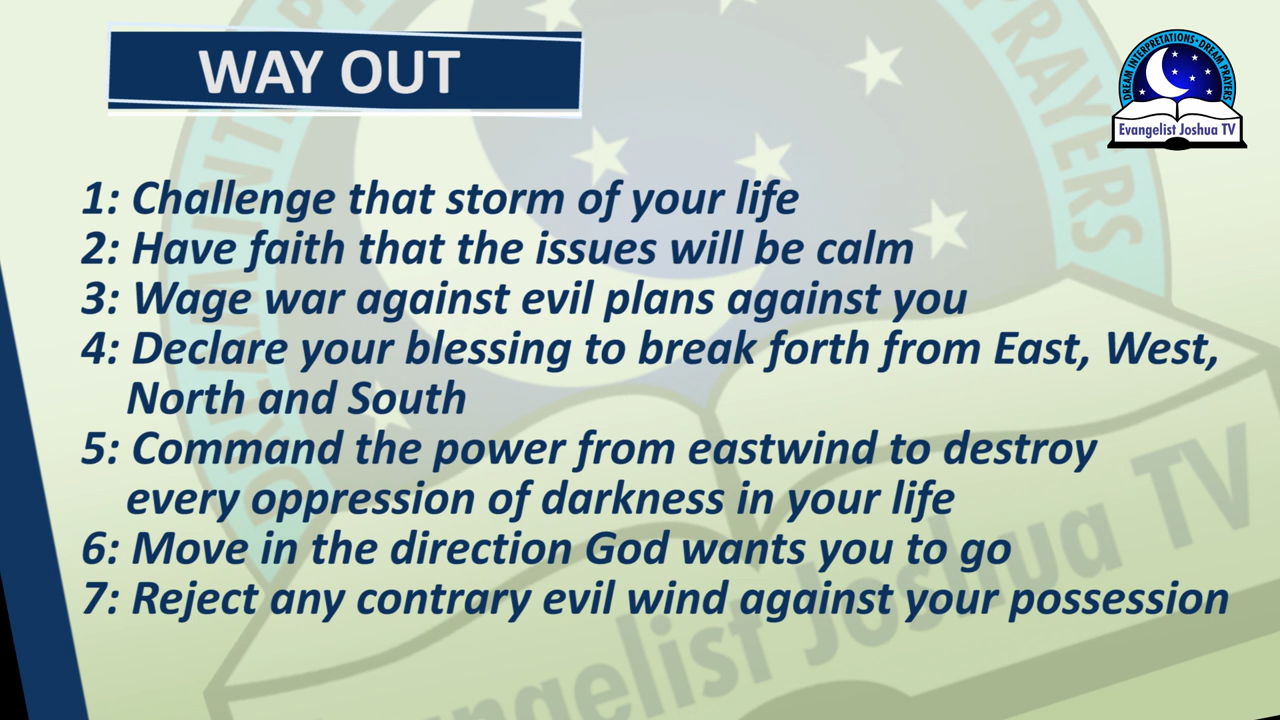 WAY OUT
DREAM INTERPRETATIONS • DREAM PRAYERS
Evangelist Joshua TV
1: Challenge that storm of your life
2: Have faith that the issues will be calm
3: Wage war against evil plans against you
4: Declare your blessing to break forth from East, West,
North and South
5: Command the power from eastwind to destroy
every oppression of darkness in your life
6: Move in the direction God wants you to go
7: Reject any contrary evil wind against your possession